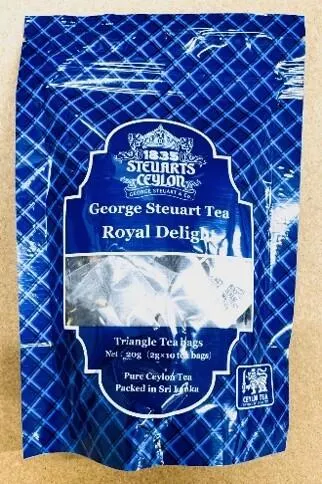 1835
STEUARTS
CEYLON
GEORGE STEUART & CO.
George Steuart Tea
Royal Delight
Triangle Tea bags
Net : 20g (2g×10 tea bags)
Pure Ceylon Tea
Packed in Sri Lanka
CEYLON TEA